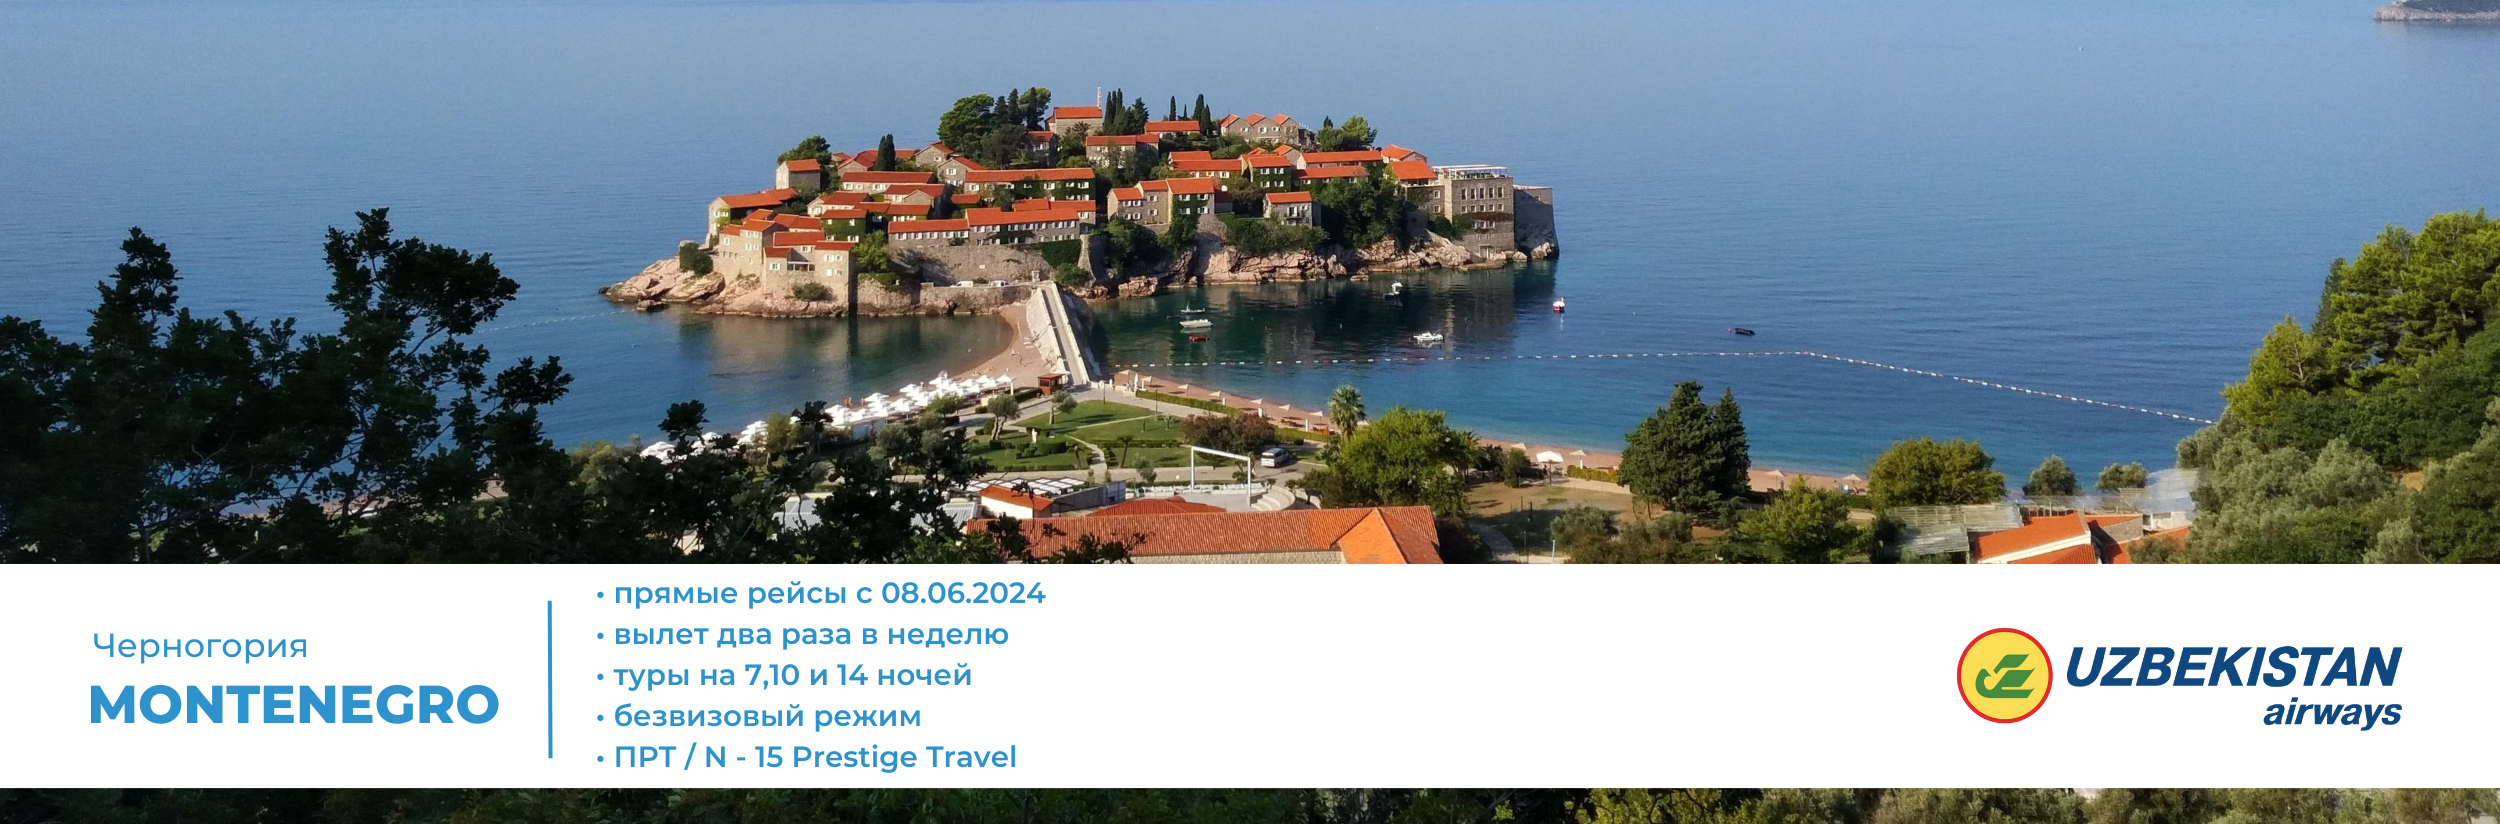 Черногория
MONTENEGRO
• прямые рейсы с 08.06.2024
• вылет два раза в неделю
• туры на 7,10 и 14 ночей
• безвизовый режим
• ПРТ / N - 15 Prestige Travel
UZBEKISTAN
airways